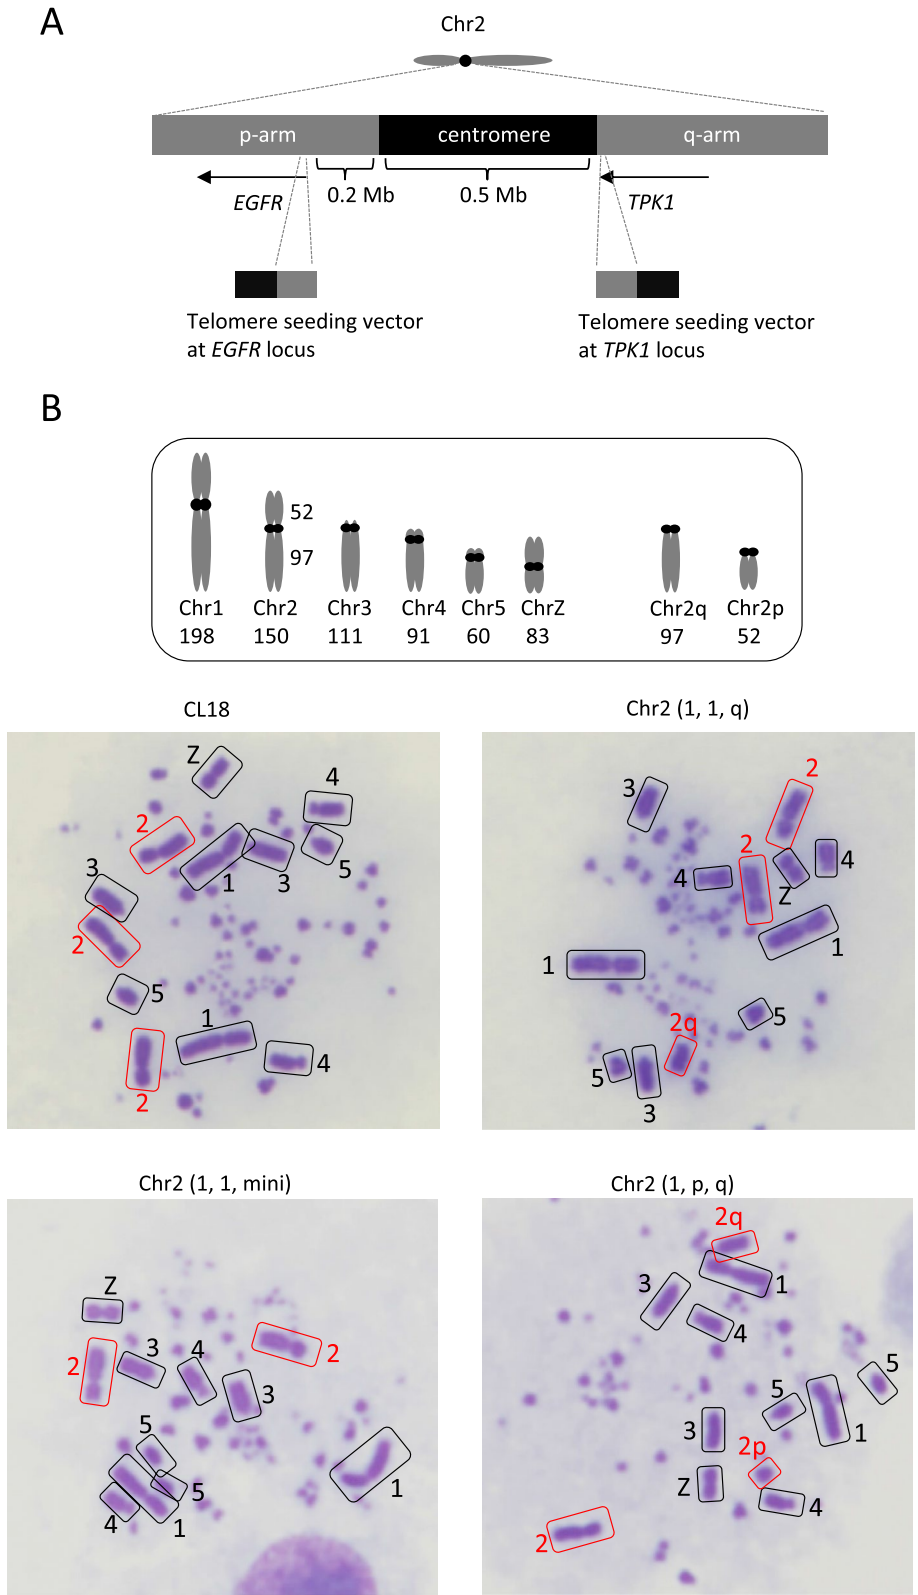 A
Chr2
p-arm
centromere
q-arm
EGFR
0.2 Mb
0.5 Mb
TPK1
Telomere seeding vector
at EGFR locus
Telomere seeding vector
at TPK1 locus
B
52
97
Chr1
Chr2
Chr3
Chr4
Chr5
ChrZ
Chr2q
Chr2p
198
150
111
91
60
83
97
52
CL18
Z
4
2
5
3
1
3
2
5
1
4
2
Chr2 (1, 1, q)
2
3
2
4
4
Z
1
1
2q
5
5
3
Chr2 (1, 1, mini)
Z
3
4
2
2
3
5
5
1
4
1
Chr2 (1, p, q)
2q
3
1
4
5
5
3
1
2p
Z
4
2